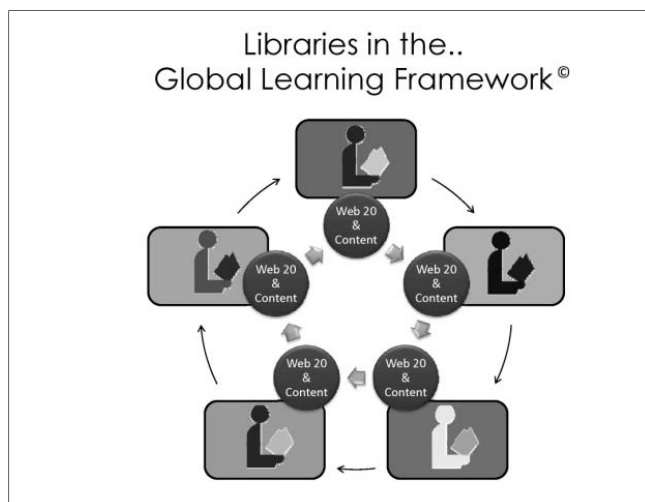 Libraries in the..
Global Learning Framework©
Web 20
&
Content
Web 20
&
Content
Web 20
&
Content
Web 20
&
Content
Web 20
&
Content